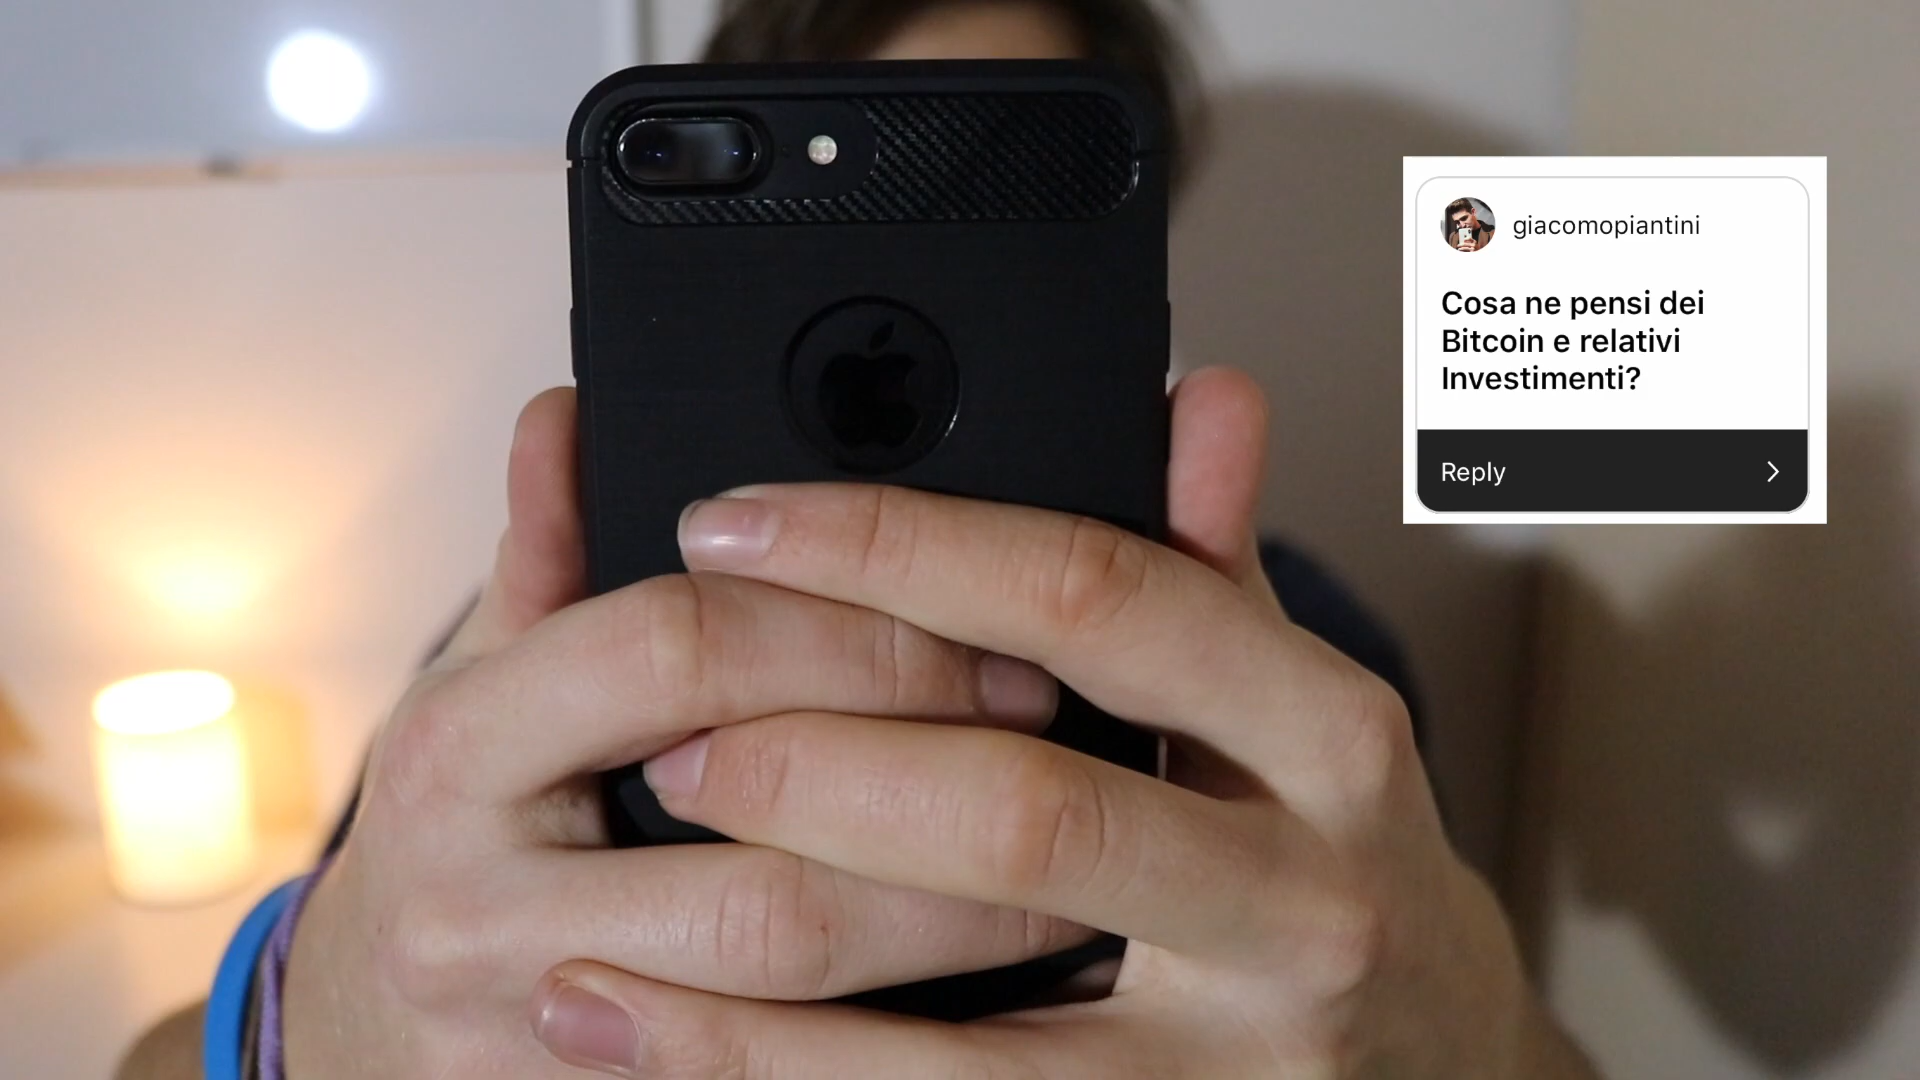 giacomopiantini
Cosa ne pensi dei
Bitcoin e relativi
Investimenti?
Reply